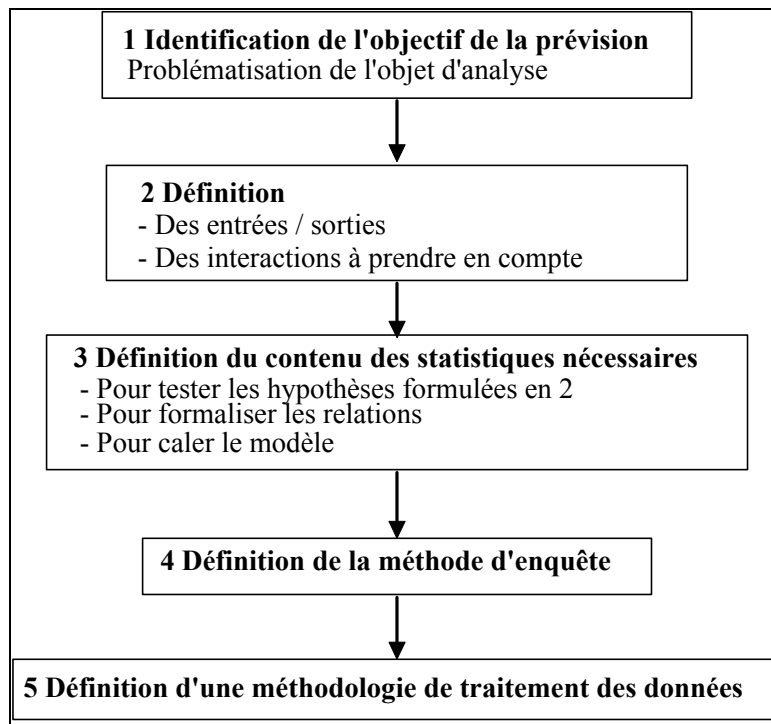 1 Identification de l'objectif de la prévision
Problématisation de l'objet d'analyse
2 Définition
- Des entrées / sorties
- Des interactions à prendre en compte
3 Définition du contenu des statistiques nécessaires
- Pour tester les hypothèses formulées en 2
- Pour formaliser les relations
- Pour caler le modèle
4 Définition de la méthode d'enquête
5 Définition d'une méthodologie de traitement des données